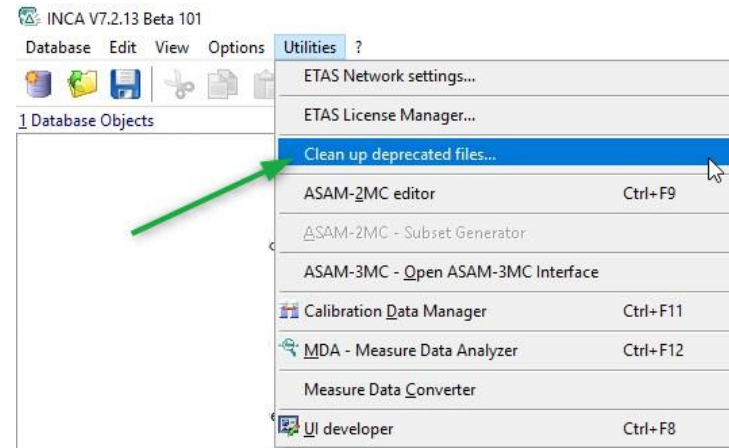 INCA V7.2.13 Beta 101
Database Edit View Options Utilities ?
1 Database Objects
ETAS Network settings...
ETAS License Manager...
Clean up deprecated files...
ASAM-2MC editor Ctrl+F9
ASAM-2MC - Subset Generator
ASAM-3MC - Open ASAM-3MC Interface
Calibration Data Manager Ctrl+F11
MDA - Measure Data Analyzer Ctrl+F12
Measure Data Converter
UI developer Ctrl+F8